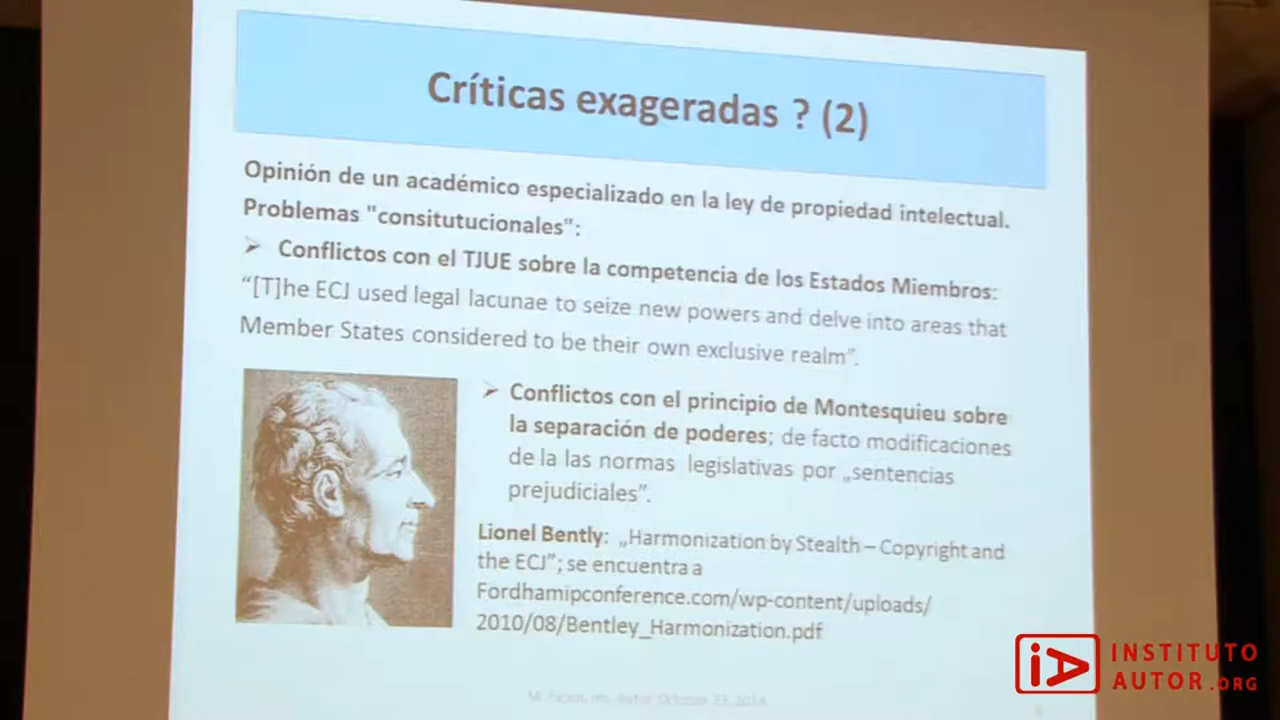 Críticas exageradas ? (2)
Opinión de un académico especializado en la ley de propiedad intelectual.
Problemas "consitutucionales":
➢ Conflictos con el TJUE sobre la competencia de los Estados Miembros:
“[T]he ECJ used legal lacunae to seize new powers and delve into areas that
Member States considered to be their own exclusive realm”.
➢ Conflictos con el principio de Montesquieu sobre
la separación de poderes; de facto modificaciones
de la las normas legislativas por „sentencias
prejudiciales”.
Lionel Bently: „Harmonization by Stealth – Copyright and
the ECJ”; se encuentra a
Fordhamipconference.com/wp-content/uploads/
2010/08/Bentley_Harmonization.pdf
iA INSTITUTO
AUTOR.ORG